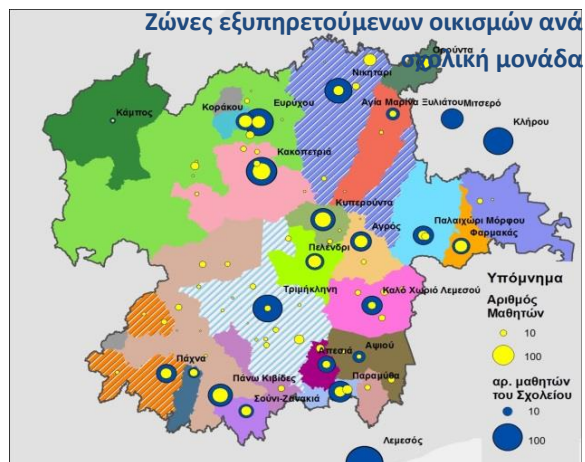 Ζώνες εξυπηρετούμενων οικισμών ανά
σχολική μονάδα
Ορούντα
Νικητάρι
Κάμπος
Κοράκου
Ευρύχου
Αγία Μαρίνα Ξυλιάτου
Μιτσερό
Κλήρου
Κακοπετριά
Κυπερούντα
Αγρός
Παλαιχώρι Μόρφου
Φαρμακάς
Πελένδρι
Υπόμνημα
Τριμήκληνη
Καλό Χωριό Λεμεσού
Αριθμός
Μαθητών
10
100
Αψιού
Πάχνα
Άπεσιά
Πάνω Κιβίδες
Παραμύθα
Σούνι-Ζανακιά
αρ. μαθητών
του Σχολείου
10
100
Λεμεσός